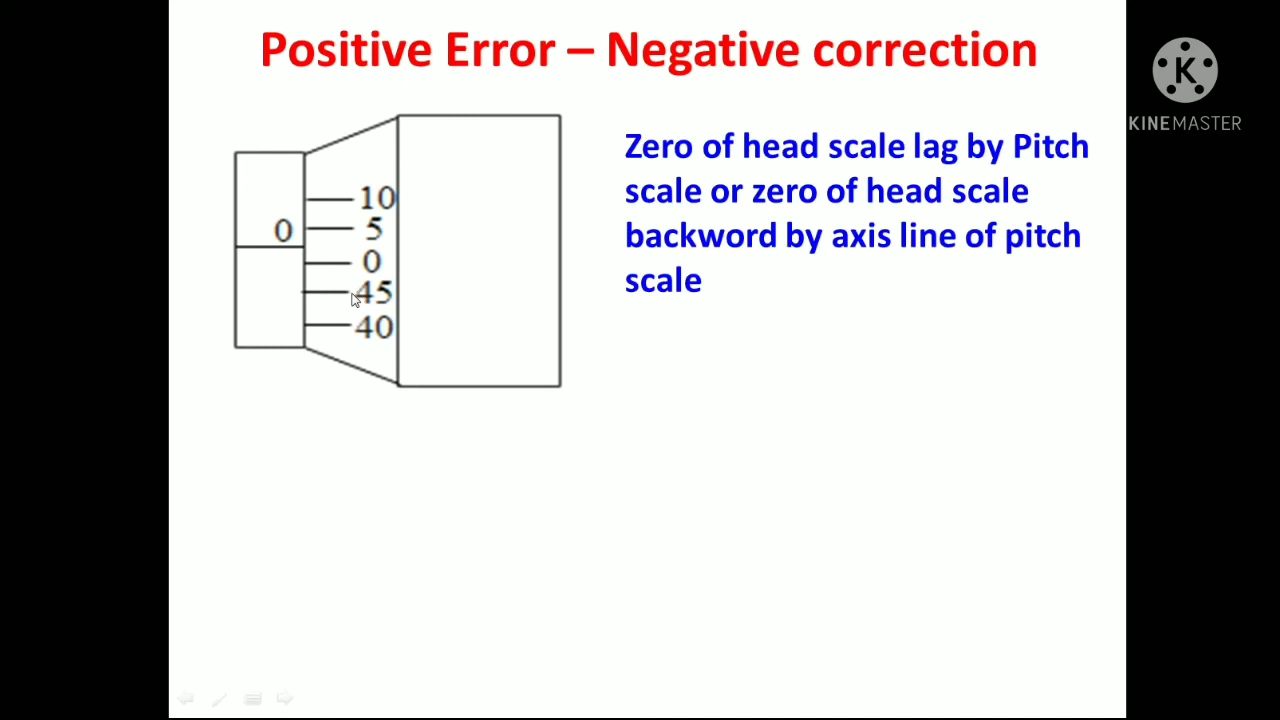 Positive Error – Negative correction
K
KINEMASTER
Zero of head scale lag by Pitch
scale or zero of head scale
backword by axis line of pitch
scale
10
0
5
0
45
40